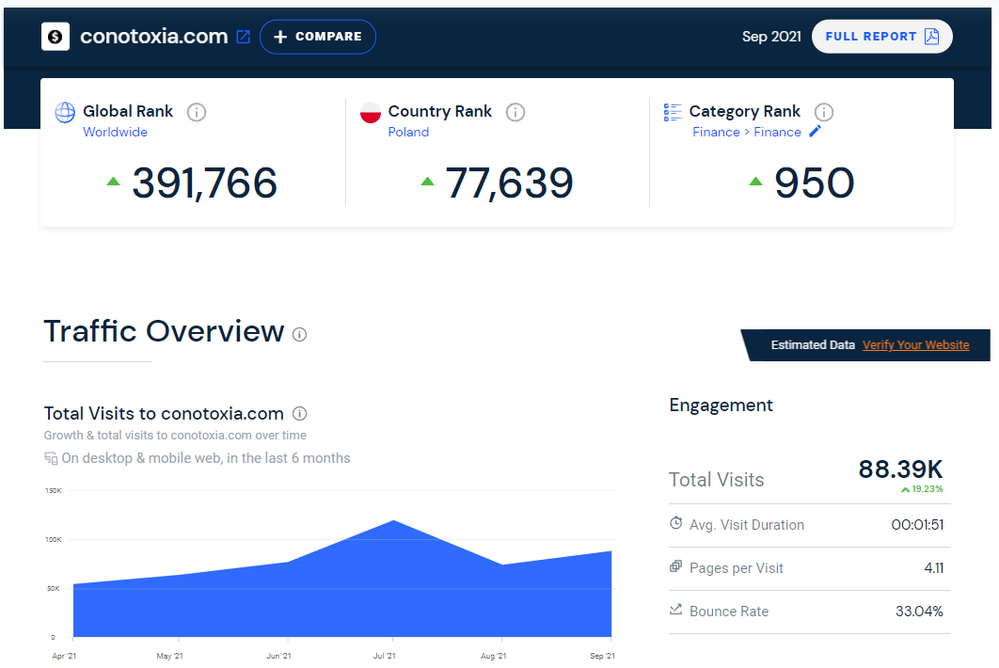 conotoxia.com
+ COMPARE
Sep 2021
FULL REPORT
Global Rank
Worldwide
391,766
Country Rank
Poland
77,639
Category Rank
Finance > Finance
950
Traffic Overview
Estimated Data Verify Your Website
Total Visits to conotoxia.com
Growth & total visits to conotoxia.com over time
On desktop & mobile web, in the last 6 months
150K
100K
50K
0
Apr '21 May '21 Jun '21 Jul '21 Aug '21 Sep '21
Engagement
Total Visits 88.39K
19.23%
Avg. Visit Duration 00:01:51
Pages per Visit 4.11
Bounce Rate 33.04%